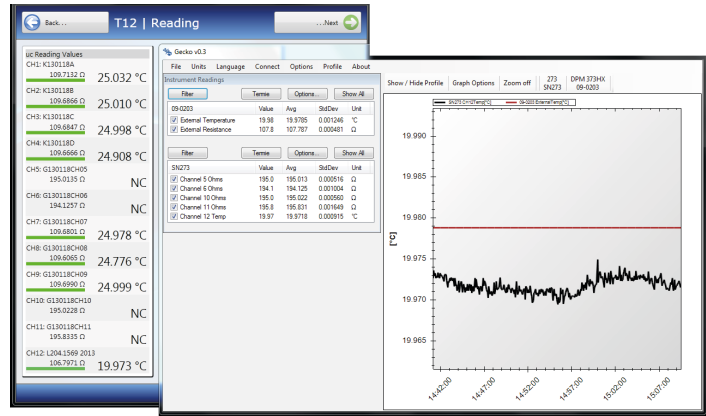 Back. . .
T12 | Reading
. . .Next
uc Reading Values
CH1: K130118A
109.7132 Ω
25.032 °C
CH2: K130118B
109.6866 Ω
25.010 °C
CH3: K130118C
109.6847 Ω
24.998 °C
CH4: K130118D
109.6666 Ω
24.908 °C
CH5: G130118CH05
195.0135 Ω
NC
CH6: G130118CH06
194.1257 Ω
NC
CH7: G130118CH07
109.6801 Ω
24.978 °C
CH8: G130118CH08
109.6065 Ω
24.776 °C
CH9: G130118CH09
109.6990 Ω
24.999 °C
CH10: G130118CH10
195.0228 Ω
NC
CH11: G130118CH11
195.8335 Ω
NC
CH12: L204.1569 2013
106.7971 Ω
19.973 °C
Gecko v0.3
File Units Language Connect Options Profile About
Instrument Readings
Filter Termie Options... Show All
09-0203 Value Avg StdDev Unit
External Temperature 19.98 19.9785 0.001246 °C
External Resistance 107.8 107.787 0.000481 Ω
Filter Termie Options... Show All
SN273 Value Avg StdDev Unit
Channel 5 Ohms 195.0 195.013 0.000516 Ω
Channel 6 Ohms 194.1 194.125 0.001004 Ω
Channel 10 Ohms 195.0 195.022 0.000560 Ω
Channel 11 Ohms 195.8 195.831 0.001649 Ω
Channel 12 Temp 19.97 19.9718 0.000915 °C
Show / Hide Profile Graph Options Zoom off
273
SN273
DPM 373HX
09-0203
SN273 CH12Temp[°C] 09-0203 ExternalTemp[°C]
19.990
19.985
19.980
19.975
19.970
19.965
[°C]
14:42:00
14:47:00
14:52:00
14:57:00
15:02:00
15:07:00